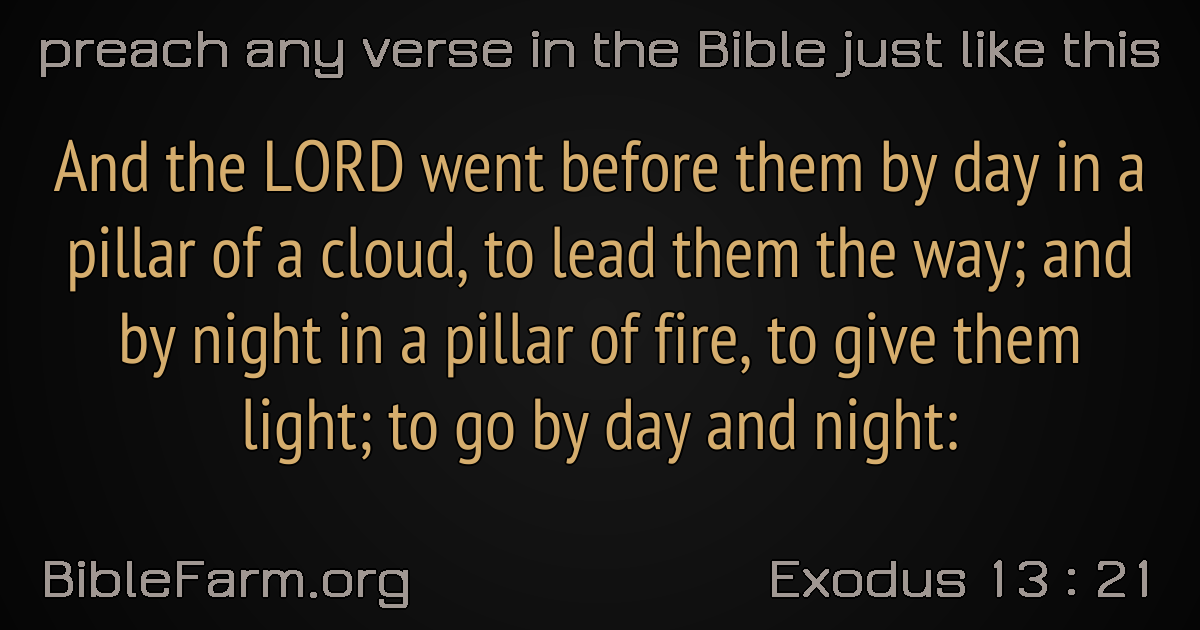 preach any verse in the Bible just like this
And the LORD went before them by day in a
pillar of a cloud, to lead them the way; and
by night in a pillar of fire, to give them
light; to go by day and night:
BibleFarm.org
Exodus 13 : 21